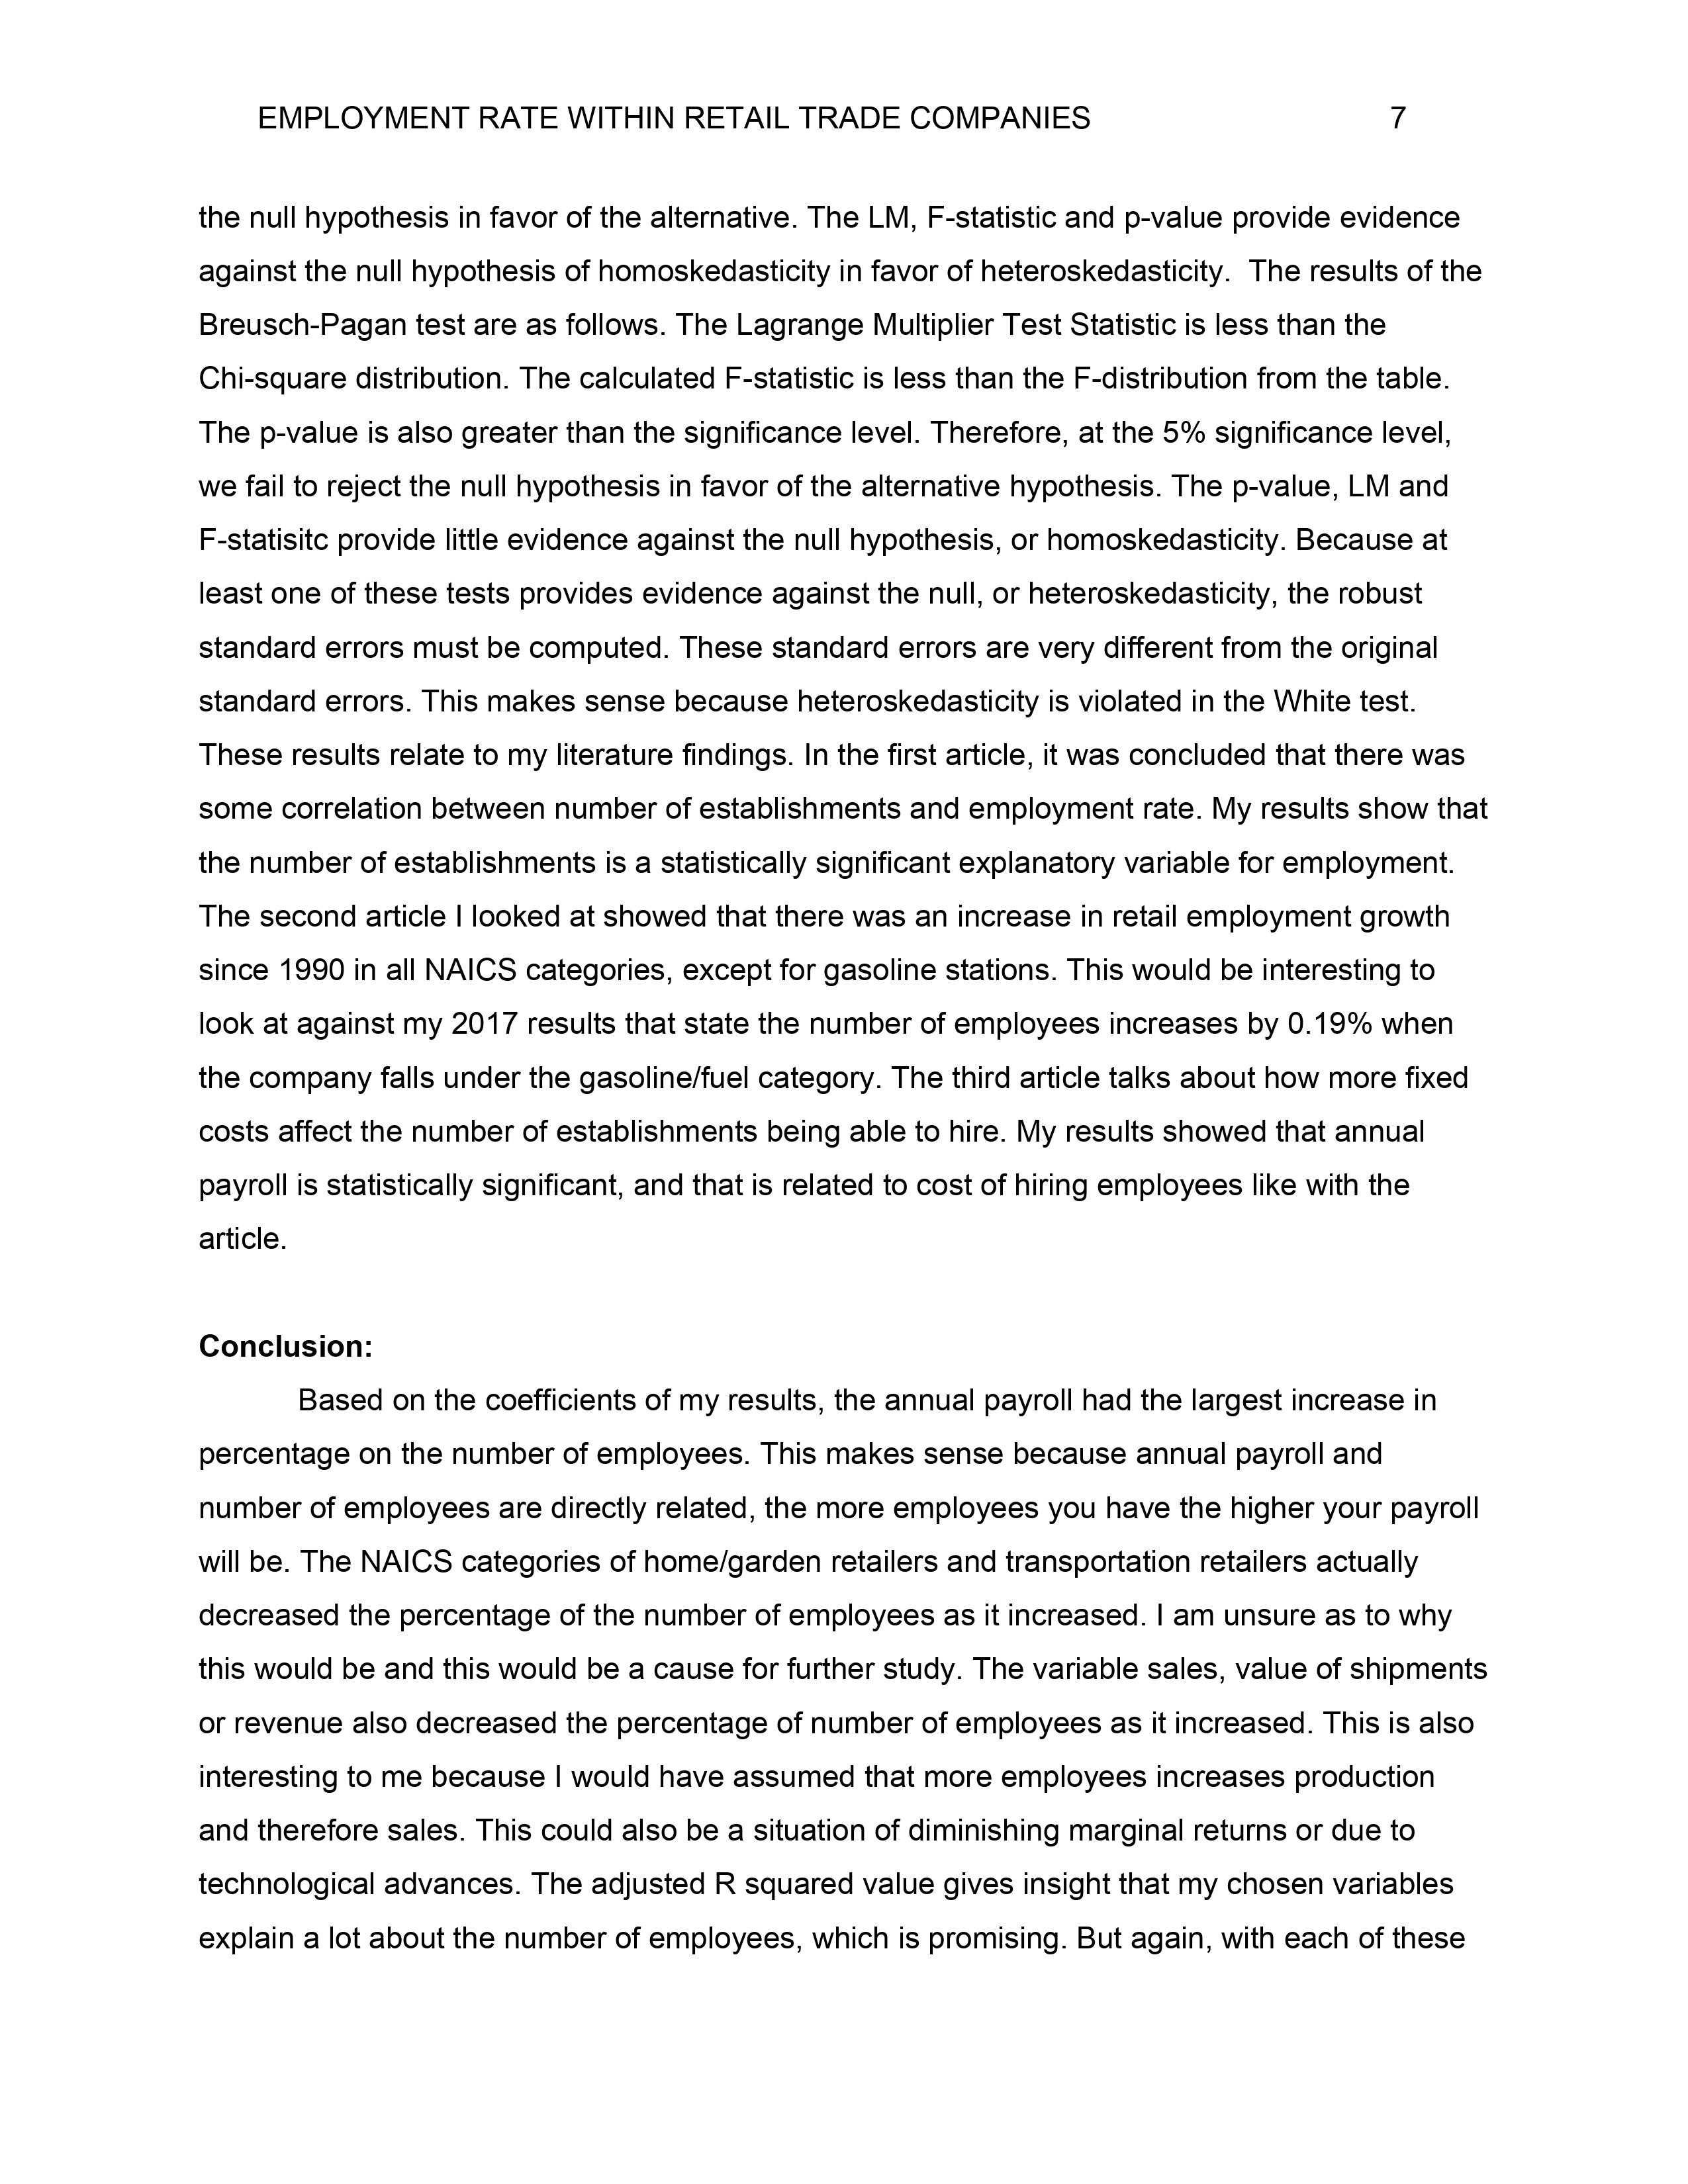 EMPLOYMENT RATE WITHIN RETAIL TRADE COMPANIES 7
the null hypothesis in favor of the alternative. The LM, F-statistic and p-value provide evidence
against the null hypothesis of homoskedasticity in favor of heteroskedasticity.  The results of the
Breusch-Pagan test are as follows. The Lagrange Multiplier Test Statistic is less than the
Chi-square distribution. The calculated F-statistic is less than the F-distribution from the table.
The p-value is also greater than the significance level. Therefore, at the 5% significance level,
we fail to reject the null hypothesis in favor of the alternative hypothesis. The p-value, LM and
F-statisitc provide little evidence against the null hypothesis, or homoskedasticity. Because at
least one of these tests provides evidence against the null, or heteroskedasticity, the robust
standard errors must be computed. These standard errors are very different from the original
standard errors. This makes sense because heteroskedasticity is violated in the White test.
These results relate to my literature findings. In the first article, it was concluded that there was
some correlation between number of establishments and employment rate. My results show that
the number of establishments is a statistically significant explanatory variable for employment.
The second article I looked at showed that there was an increase in retail employment growth
since 1990 in all NAICS categories, except for gasoline stations. This would be interesting to
look at against my 2017 results that state the number of employees increases by 0.19% when
the company falls under the gasoline/fuel category. The third article talks about how more fixed
costs affect the number of establishments being able to hire. My results showed that annual
payroll is statistically significant, and that is related to cost of hiring employees like with the
article.
Conclusion:
Based on the coefficients of my results, the annual payroll had the largest increase in
percentage on the number of employees. This makes sense because annual payroll and
number of employees are directly related, the more employees you have the higher your payroll
will be. The NAICS categories of home/garden retailers and transportation retailers actually
decreased the percentage of the number of employees as it increased. I am unsure as to why
this would be and this would be a cause for further study. The variable sales, value of shipments
or revenue also decreased the percentage of number of employees as it increased. This is also
interesting to me because I would have assumed that more employees increases production
and therefore sales. This could also be a situation of diminishing marginal returns or due to
technological advances. The adjusted R squared value gives insight that my chosen variables
explain a lot about the number of employees, which is promising. But again, with each of these